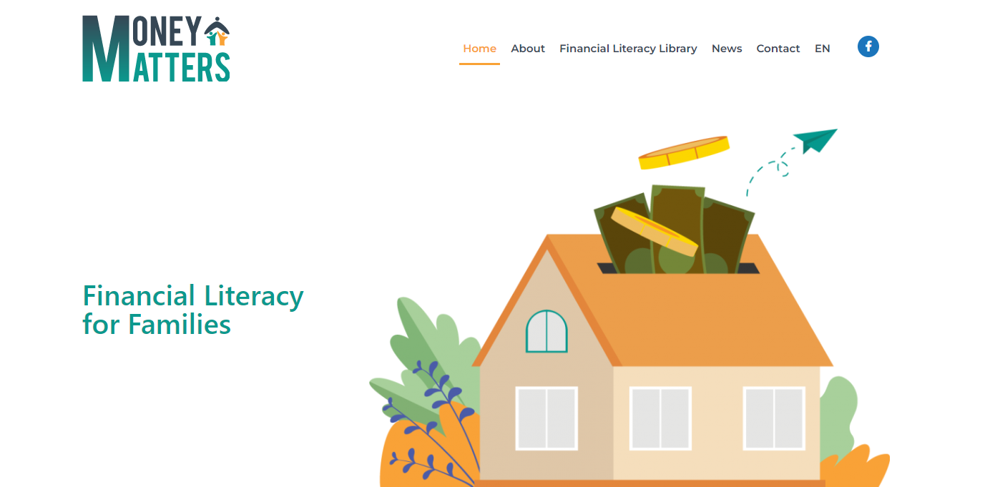 MONEY
MATTERS
Home About Financial Literacy Library News Contact EN
Financial Literacy
for Families